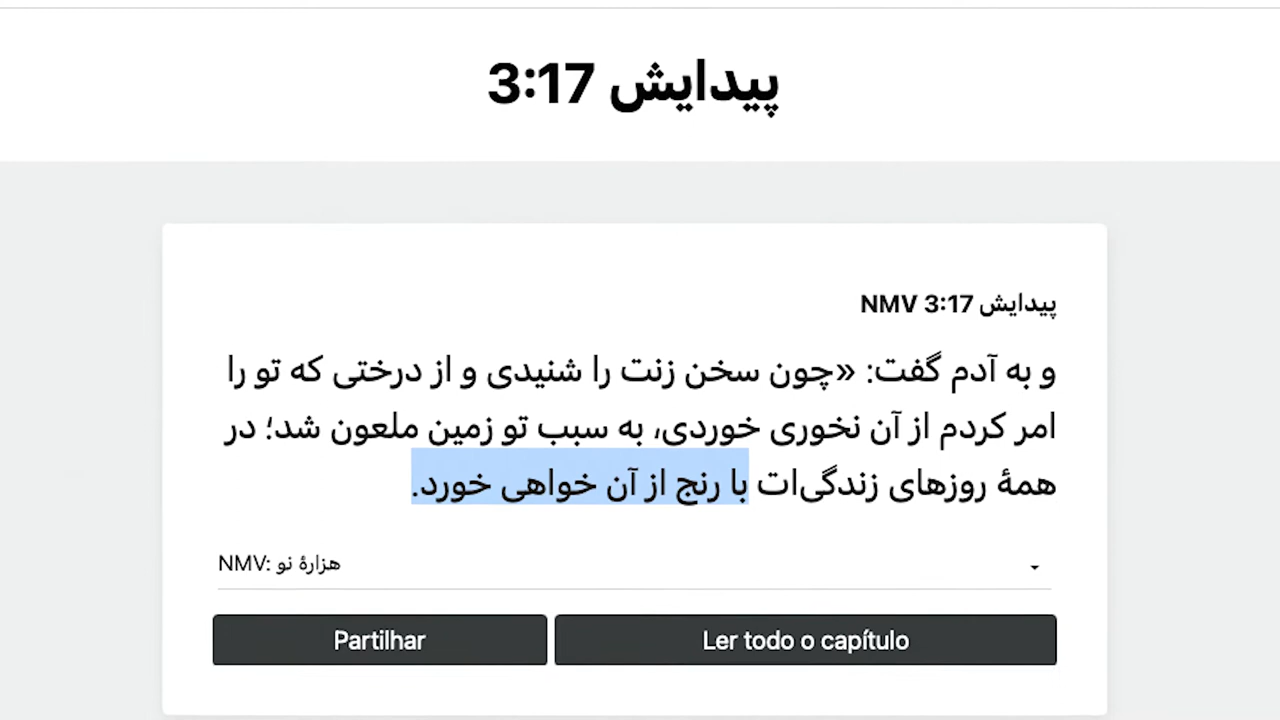 پیدایش 3:17
پیدایش 3:17 NMV
و به آدم گفت: «چون سخن زنت را شنیدی و از درختی که تو را
امر کردم از آن نخوری خوردی، به سبب تو زمین ملعون شد؛ در
همۀ روزهای زندگی‌ات با رنج از آن خواهی خورد.
NMV: هزارۀ نو
Partilhar
Ler todo o capítulo